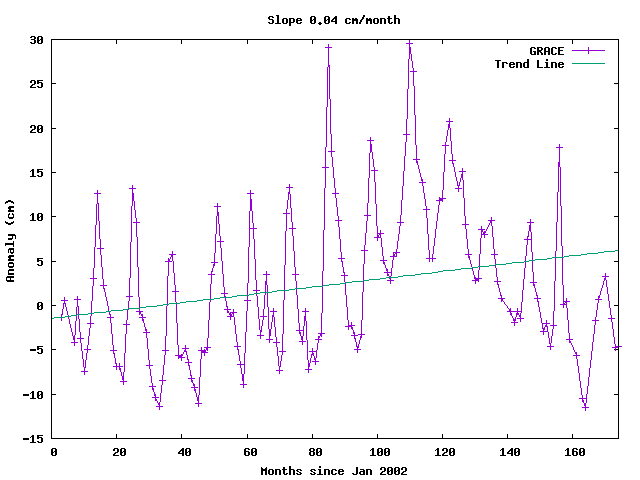 Slope 0.04 cm/month
GRACE
Trend Line
Anomaly (cm)
30
25
20
15
10
5
0
-5
-10
-15
0 20 40 60 80 100 120 140 160
Months since Jan 2002